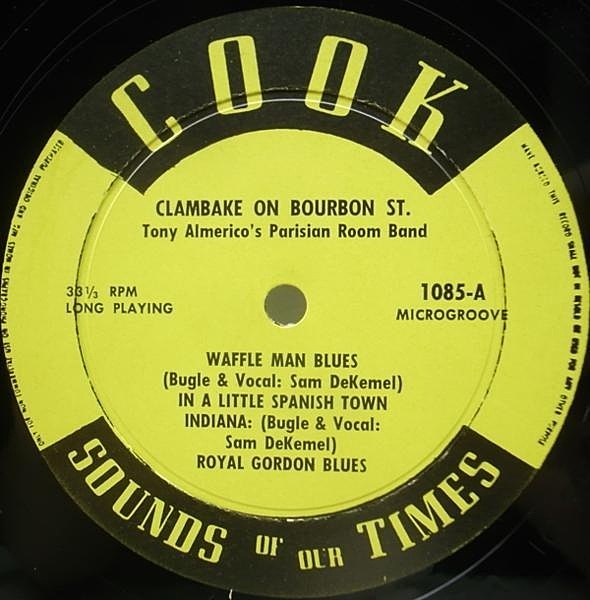 COOK
CLAMBAKE ON BOURBON ST.
Tony Almerico's Parisian Room Band
33 1/3 RPM
LONG PLAYING
1085-A
MICROGROOVE
WAFFLE MAN BLUES
(Bugle & Vocal: Sam DeKemel)
IN A LITTLE SPANISH TOWN
INDIANA: (Bugle & Vocal:
Sam DeKemel)
ROYAL GORDON BLUES
SOUNDS OF OUR TIMES